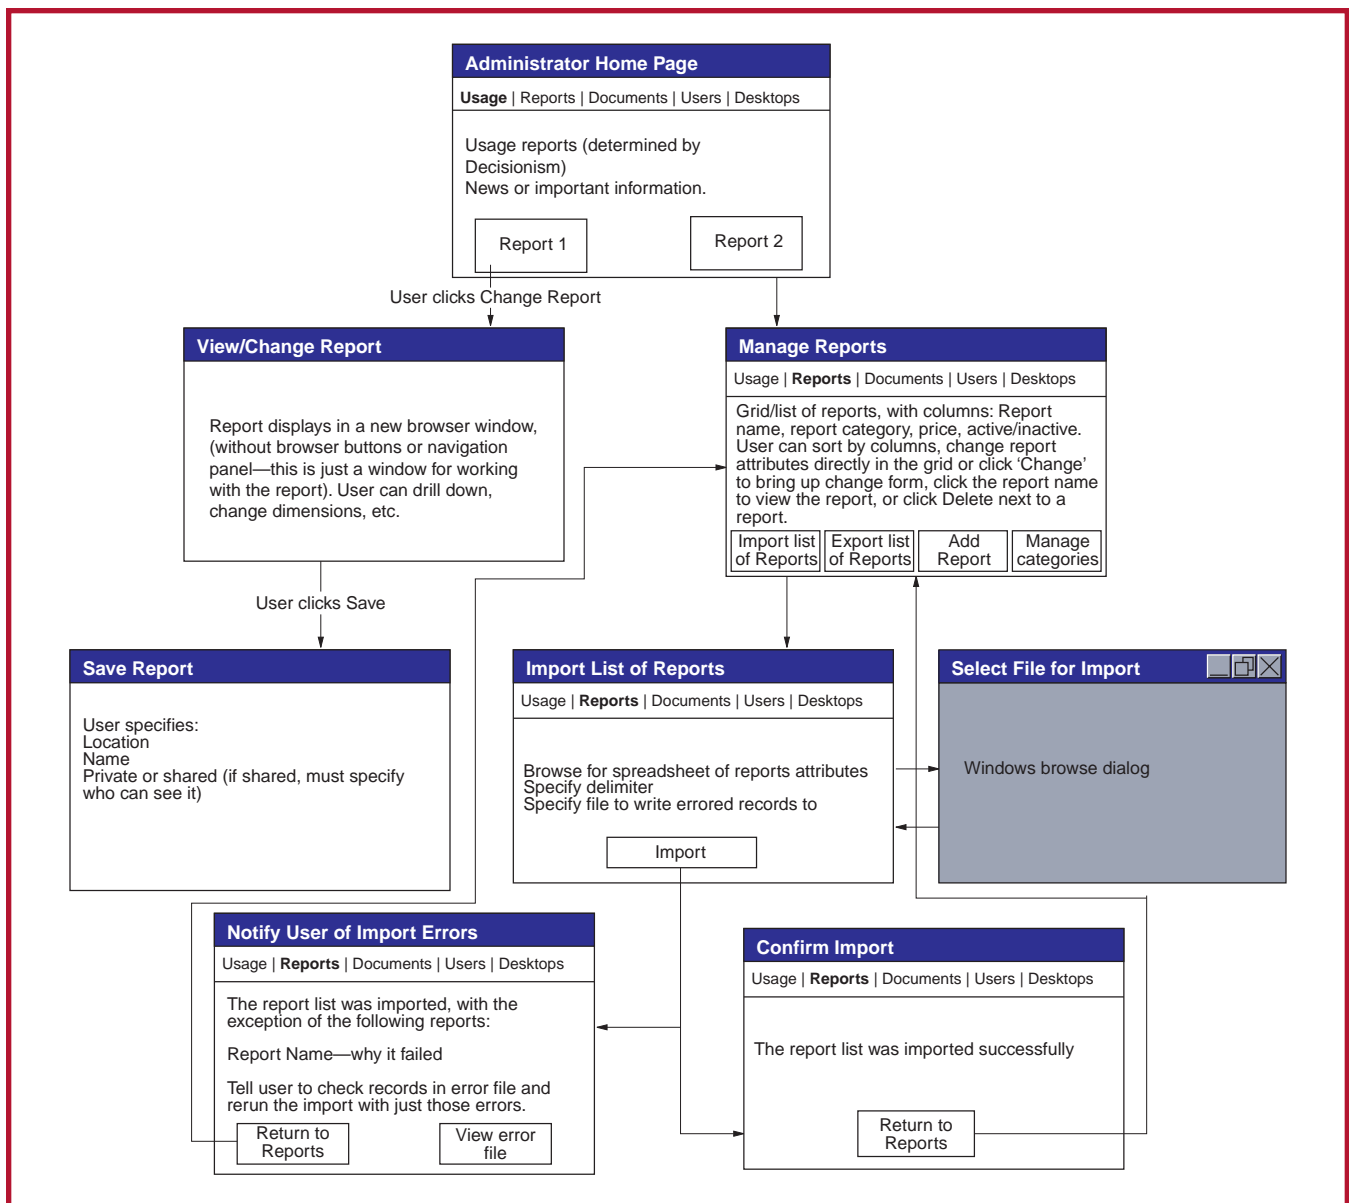 Administrator Home Page
Usage | Reports | Documents | Users | Desktops
Usage reports (determined by
Decisionism)
News or important information.
Report 1
Report 2
User clicks Change Report
View/Change Report
Report displays in a new browser window,
(without browser buttons or navigation
panel—this is just a window for working
with the report). User can drill down,
change dimensions, etc.
Manage Reports
Usage | Reports | Documents | Users | Desktops
Grid/list of reports, with columns: Report
name, report category, price, active/inactive.
User can sort by columns, change report
attributes directly in the grid or click ‘Change’
to bring up change form, click the report name
to view the report, or click Delete next to a
report.
Import list
of Reports
Export list
of Reports
Add
Report
Manage
categories
User clicks Save
Save Report
User specifies:
Location
Name
Private or shared (if shared, must specify
who can see it)
Import List of Reports
Usage | Reports | Documents | Users | Desktops
Browse for spreadsheet of reports attributes
Specify delimiter
Specify file to write errored records to
Import
Select File for Import
Windows browse dialog
Notify User of Import Errors
Usage | Reports | Documents | Users | Desktops
The report list was imported, with the
exception of the following reports:
Report Name—why it failed
Tell user to check records in error file and
rerun the import with just those errors.
Return to
Reports
View error
file
Confirm Import
Usage | Reports | Documents | Users | Desktops
The report list was imported successfully
Return to
Reports